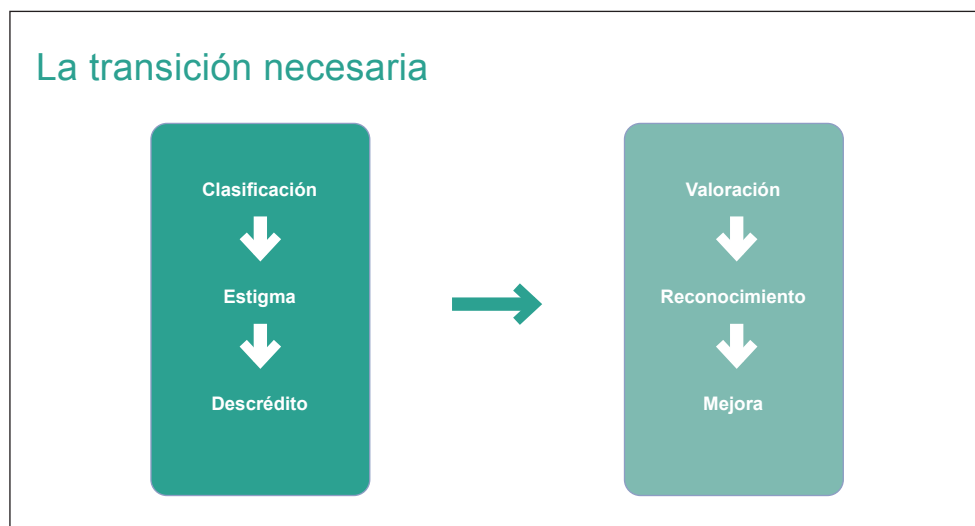 La transición necesaria
Clasificación
Estigma
Descrédito
Valoración
Reconocimiento
Mejora